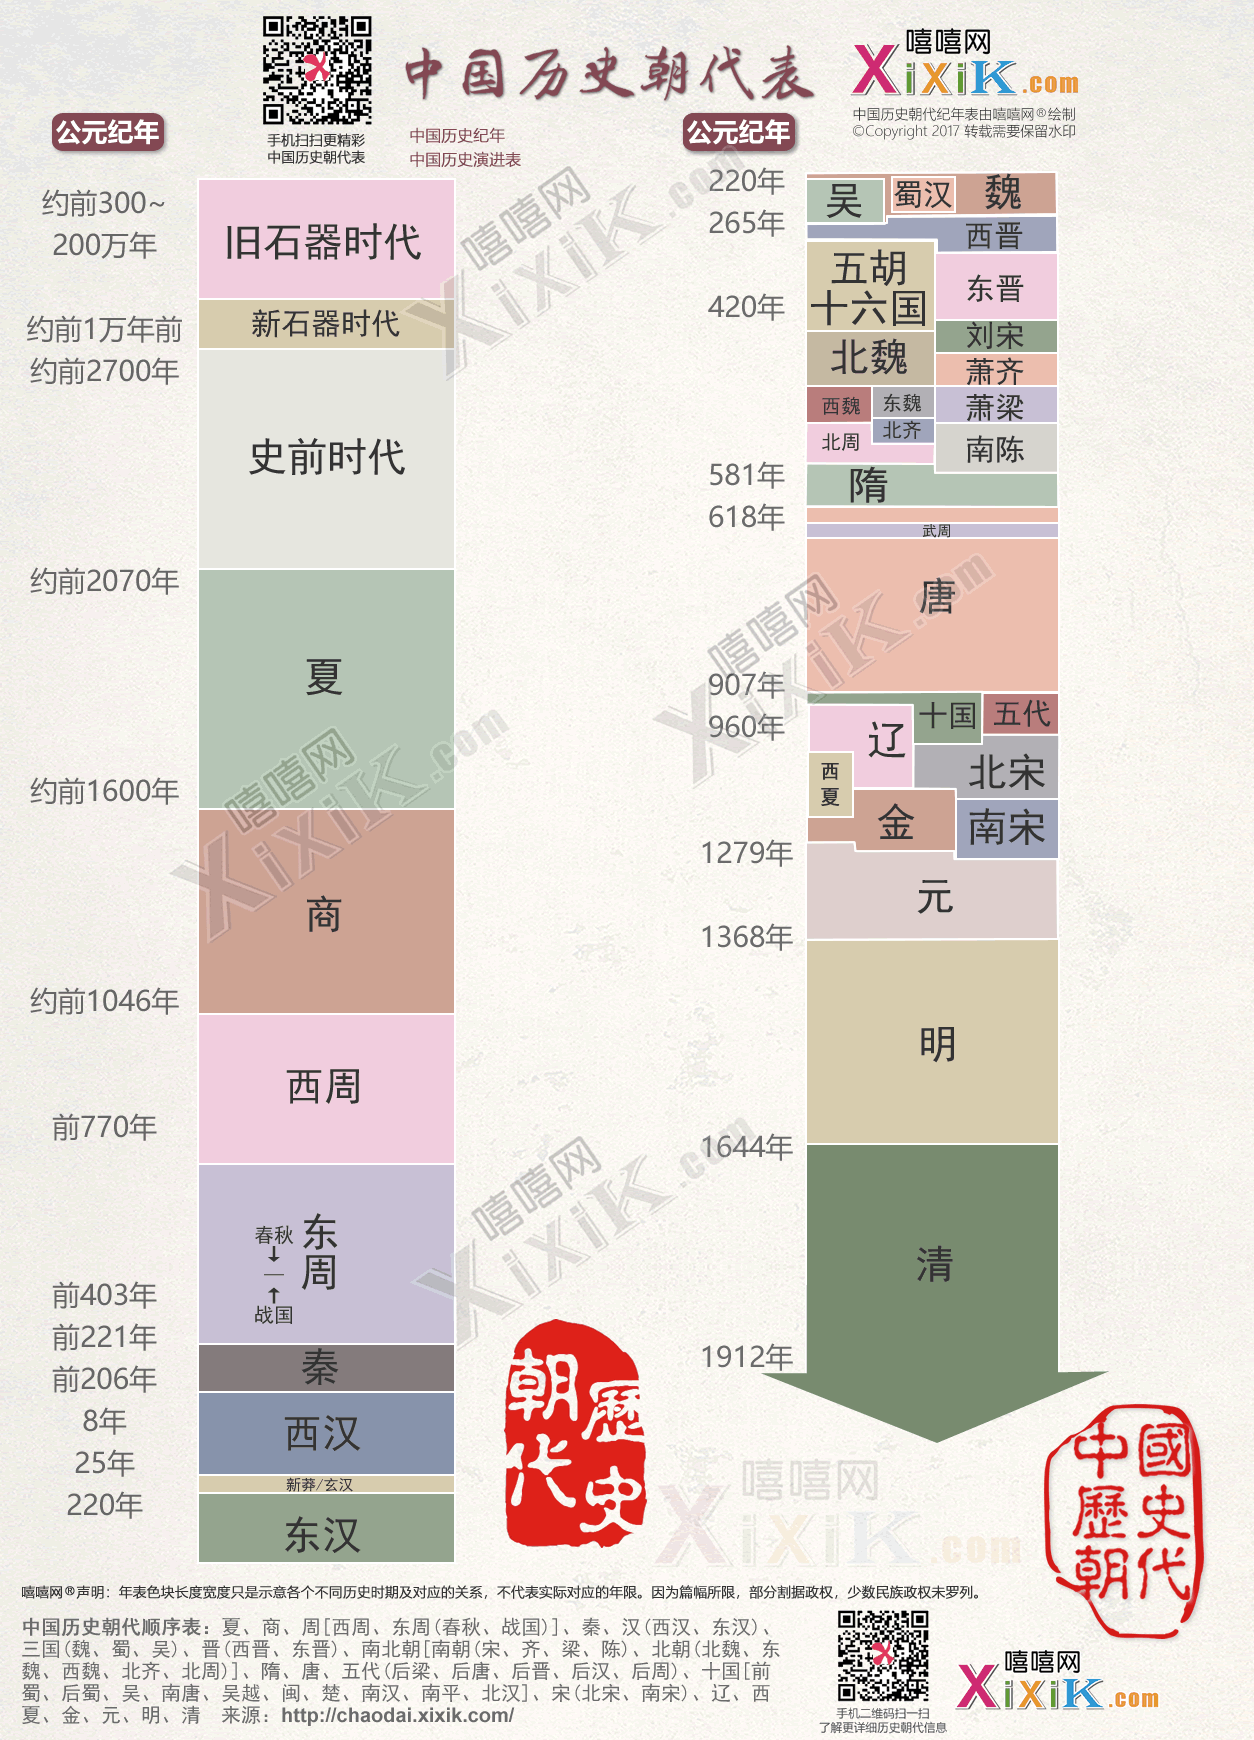 中国历史朝代表
嘻嘻网
XiXiK.com
中国历史朝代纪年表由嘻嘻网®绘制
©Copyright 2017 转载需要保留水印
手机扫扫更精彩
中国历史朝代表
中国历史纪年
中国历史演进表
公元纪年
约前300~
200万年
旧石器时代
约前1万年前
新石器时代
约前2700年
史前时代
约前2070年
夏
约前1600年
商
约前1046年
西周
前770年
东周
春秋
战国
前403年
前221年
秦
前206年
西汉
8年
25年
新莽/玄汉
220年
东汉
公元纪年
220年
吴
蜀汉
魏
265年
西晋
五胡
十六国
东晋
420年
刘宋
北魏
萧齐
西魏
东魏
萧梁
北周
北齐
南陈
581年
隋
618年
武周
唐
907年
十国
五代
960年
辽
西夏
北宋
金
南宋
1279年
元
1368年
明
1644年
清
1912年
嘻嘻网
XiXiK.com
嘻嘻网
XiXiK.com
嘻嘻网
XiXiK.com
嘻嘻网
XiXiK.com
嘻嘻网
XiXiK.com
歷史
朝代
中國
歷史
朝代
嘻嘻网®声明：年表色块长度宽度只是示意各个不同历史时期及对应的关系，不代表实际对应的年限。因为篇幅所限，部分割据政权，少数民族政权未罗列。
中国历史朝代顺序表：夏、商、周[西周、东周(春秋、战国)]、秦、汉(西汉、东汉)、
三国(魏、蜀、吴)、晋(西晋、东晋)、南北朝[南朝(宋、齐、梁、陈)、北朝(北魏、东
魏、西魏、北齐、北周)]、隋、唐、五代(后梁、后唐、后晋、后汉、后周)、十国[前
蜀、后蜀、吴、南唐、吴越、闽、楚、南汉、南平、北汉]、宋(北宋、南宋)、辽、西
夏、金、元、明、清 来源：http://chaodai.xixik.com/
手机二维码扫一扫
了解更详细历史朝代信息
嘻嘻网
XiXiK.com